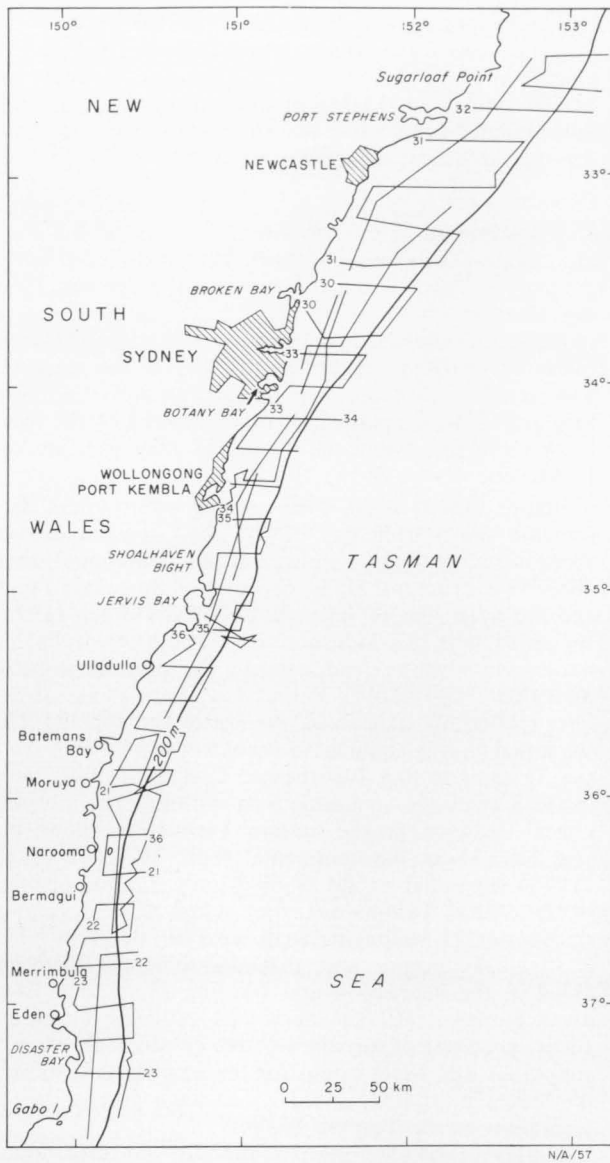 150° 151° 152° 153°
Sugarloaf Point
NEW
PORT STEPHENS
32
31
NEWCASTLE
33°
31
30
BROKEN BAY
30
SOUTH
SYDNEY
33
34°
BOTANY BAY
33
34
WOLLONGONG
PORT KEMBLA
34
35
WALES
SHOALHAVEN
BIGHT
TASMAN
35°
JERVIS BAY
35
36
Ulladulla
200 m
Batemans
Bay
Moruya
21
36°
36
Narooma
21
Bermagui
22
22
Merrimbula
23
SEA
37°
Eden
DISASTER
BAY
23
0 25 50 km
Gabo I
N/A/57